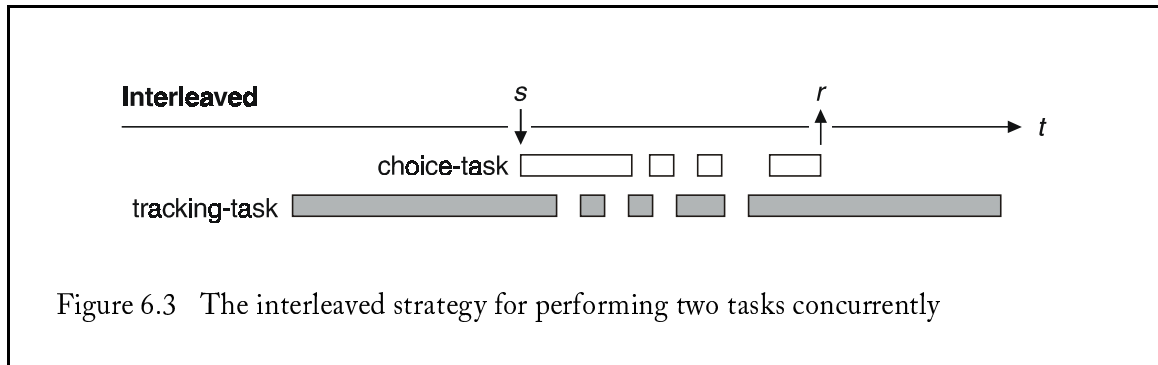 Interleaved
s
r
t
choice-task
tracking-task
Figure 6.3 The interleaved strategy for performing two tasks concurrently